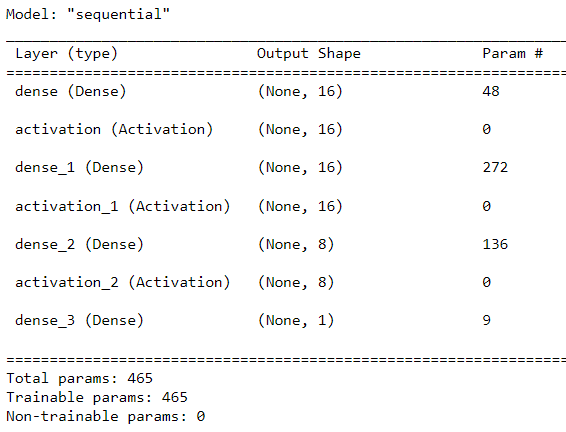 Model: "sequential"
Layer (type) Output Shape Param #
dense (Dense) (None, 16) 48
activation (Activation) (None, 16) 0
dense_1 (Dense) (None, 16) 272
activation_1 (Activation) (None, 16) 0
dense_2 (Dense) (None, 8) 136
activation_2 (Activation) (None, 8) 0
dense_3 (Dense) (None, 1) 9
Total params: 465
Trainable params: 465
Non-trainable params: 0